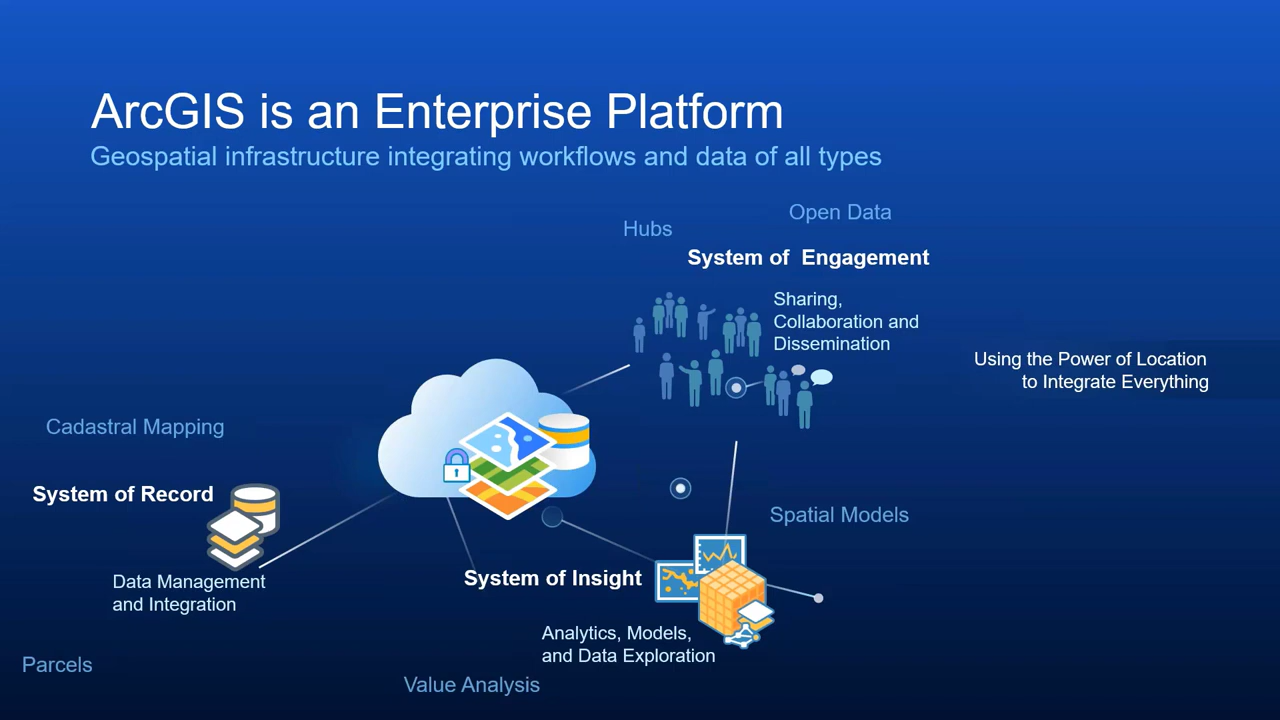 ArcGIS is an Enterprise Platform
Geospatial infrastructure integrating workflows and data of all types
Open Data
Hubs
System of Engagement
Sharing,
Collaboration and
Dissemination
Using the Power of Location
to Integrate Everything
Cadastral Mapping
System of Record
Data Management
and Integration
Spatial Models
System of Insight
Analytics, Models,
and Data Exploration
Parcels
Value Analysis